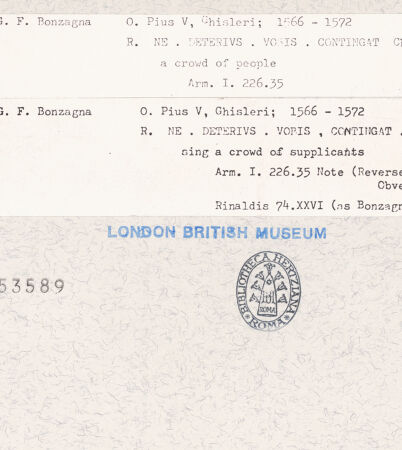 G. F. Bonzagna O. Pius V, Ghisleri; 1566 - 1572
R. NE . DETERIVS . VOBIS . CONTINGAT
a crowd of people
Arm. I. 226.35
G. F. Bonzagna O. Pius V, Ghisleri; 1566 - 1572
R. NE . DETERIVS . VOBIS , CONTINGAT .
sing a crowd of supplicants
Arm. I. 226.35 Note (Reverse
Obve
Rinaldis 74.XXVI (as Bonzagn
LONDON BRITISH MUSEUM
53589
BIBLIOTHECA HERTZIANA
ROMA
* ROMA *